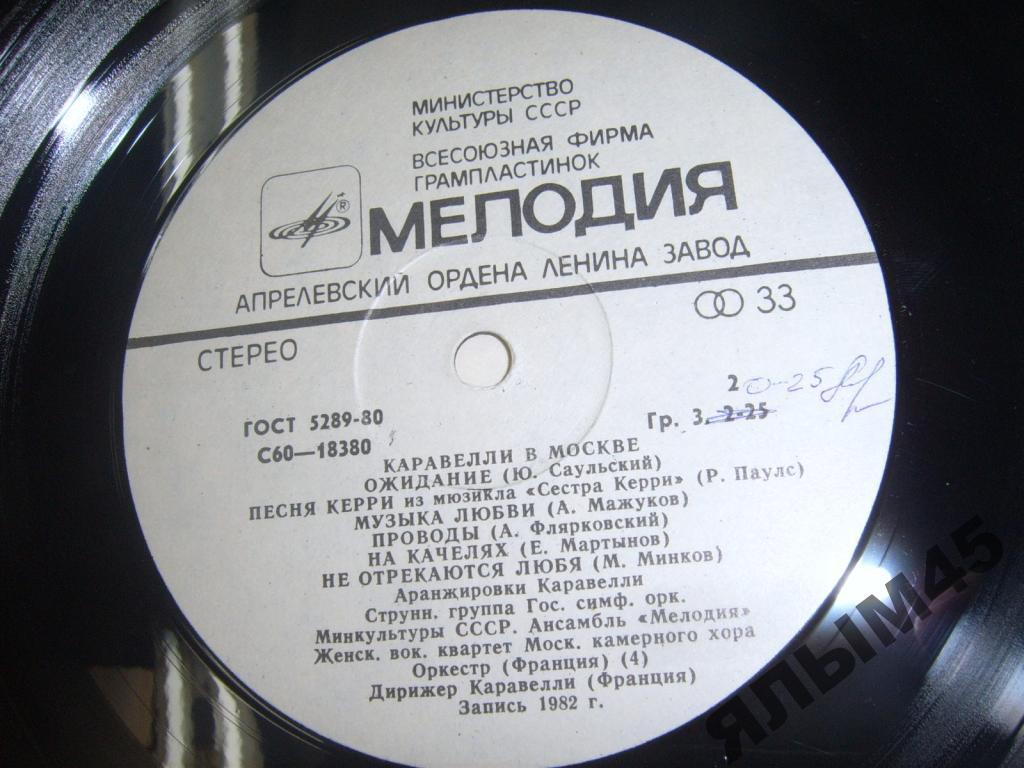 МИНИСТЕРСТВО
КУЛЬТУРЫ СССР
ВСЕСОЮЗНАЯ ФИРМА
ГРАМПЛАСТИНОК
®
МЕЛОДИЯ
АПРЕЛЕВСКИЙ ОРДЕНА ЛЕНИНА ЗАВОД
СТЕРЕО
33
ГОСТ 5289-80
С60—18380
2 0-25
Гр. 3. 2-25
КАРАВЕЛЛИ В МОСКВЕ
ОЖИДАНИЕ (Ю. Саульский)
ПЕСНЯ КЕРРИ из мюзикла «Сестра Керри» (Р. Паулс)
МУЗЫКА ЛЮБВИ (А. Мажуков)
ПРОВОДЫ (А. Флярковский)
НА КАЧЕЛЯХ (Е. Мартынов)
НЕ ОТРЕКАЮТСЯ ЛЮБЯ (М. Минков)
Аранжировки Каравелли
Струнн. группа Гос. симф. орк.
Минкультуры СССР. Ансамбль «Мелодия»
Женск. вок. квартет Моск. камерного хора
Оркестр (Франция) (4)
Дирижер Каравелли (Франция)
Запись 1982 г.
ЯЛЫМ45